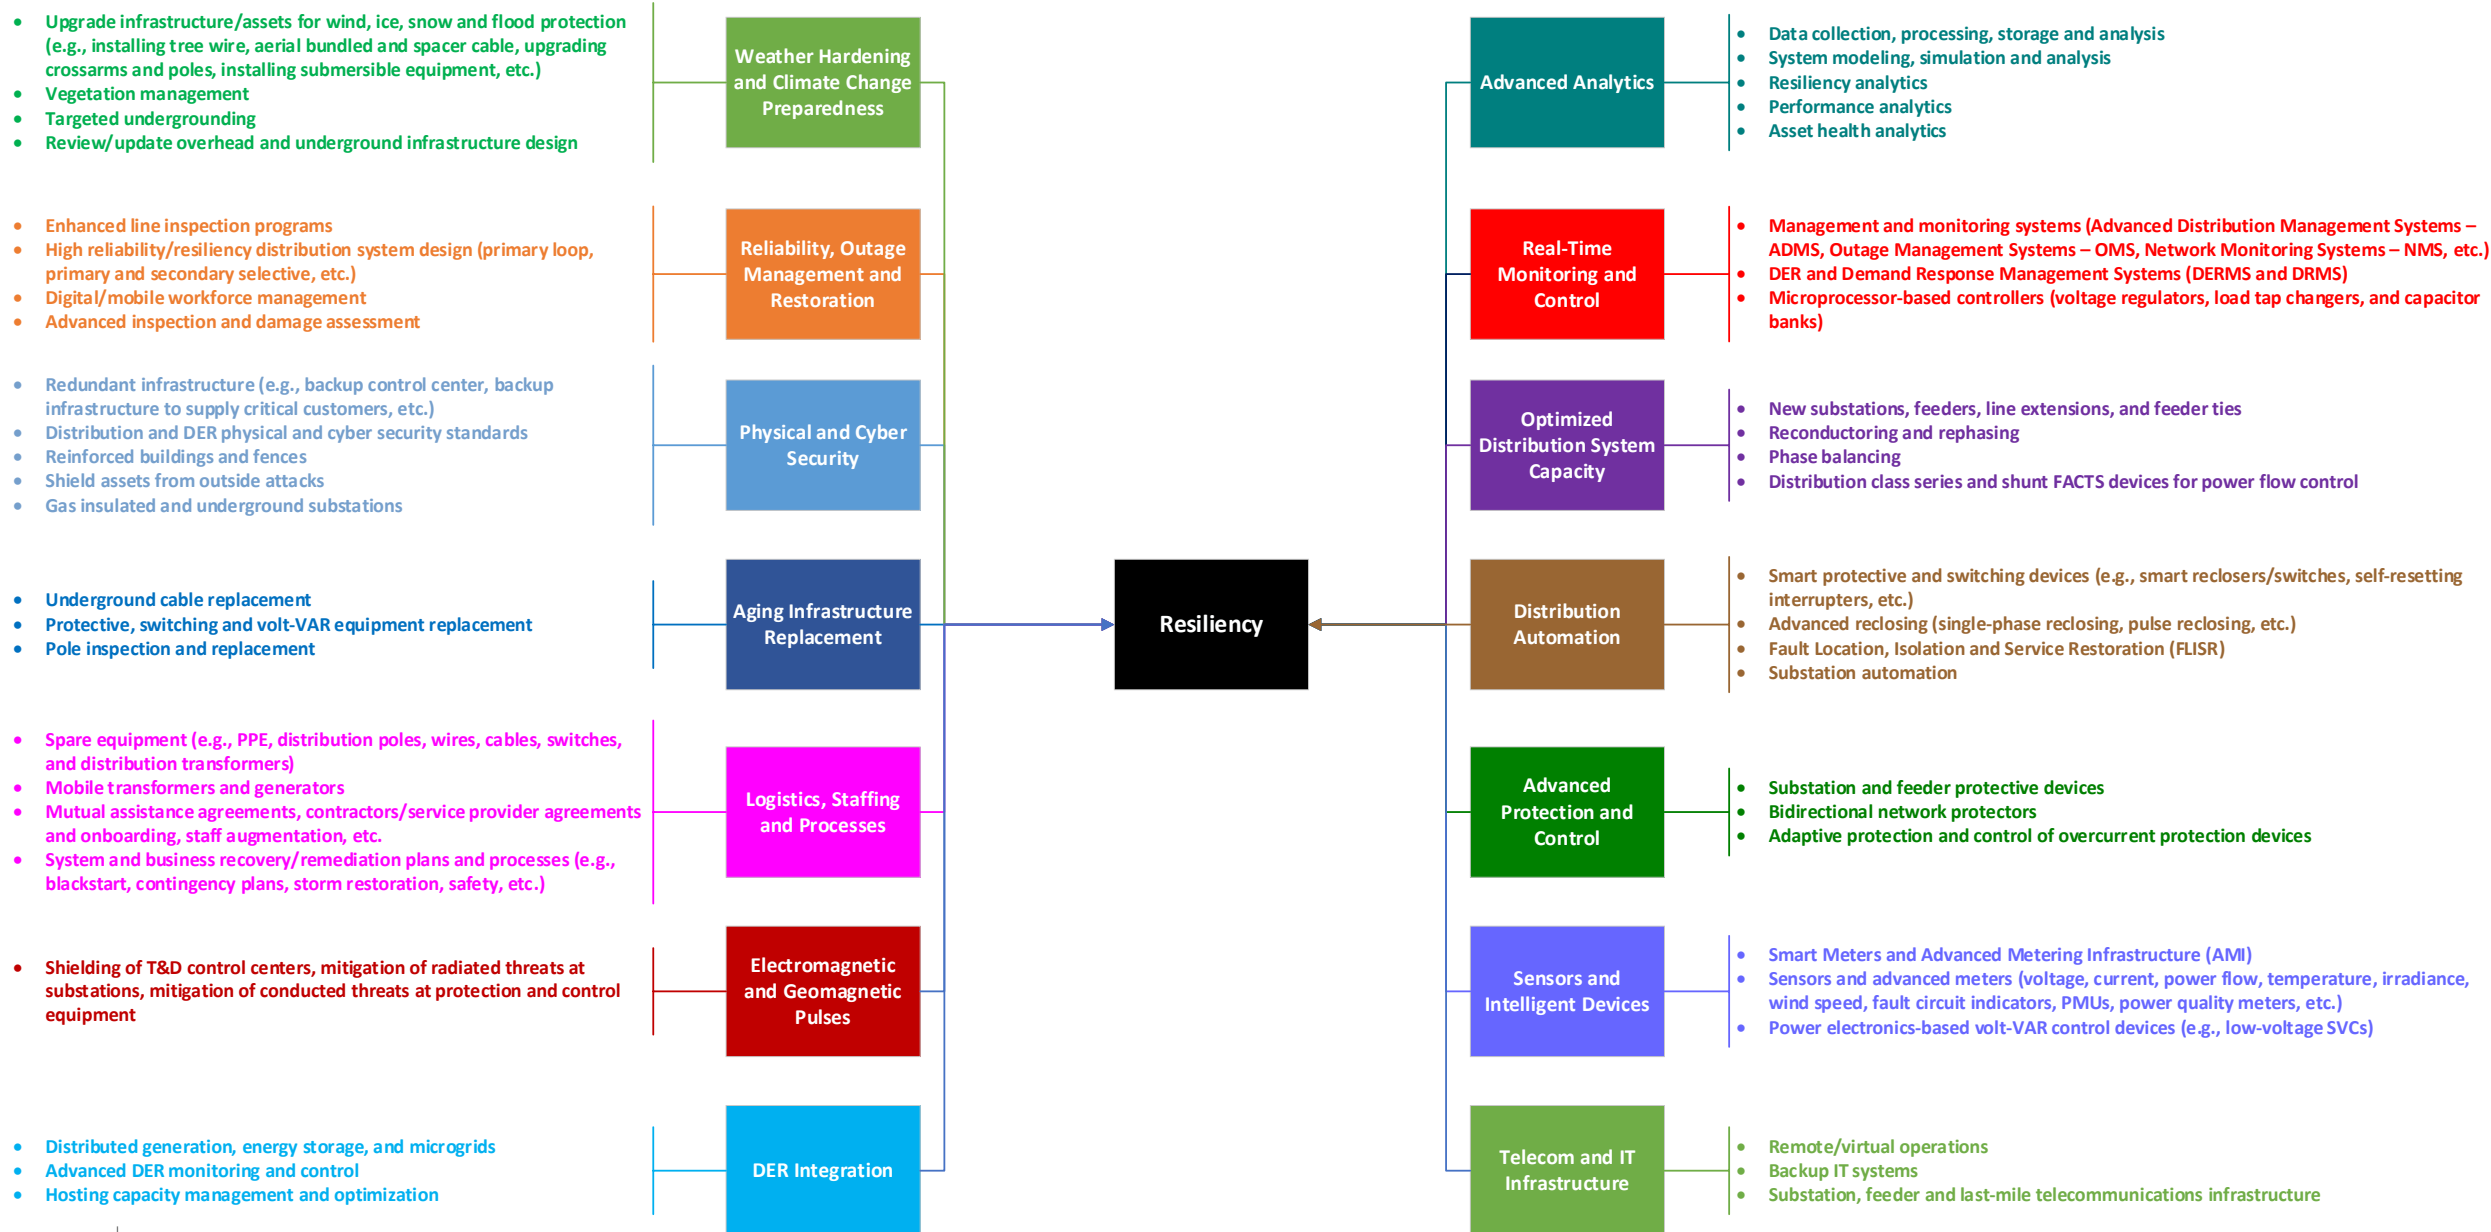 • Upgrade infrastructure/assets for wind, ice, snow and flood protection
(e.g., installing tree wire, aerial bundled and spacer cable, upgrading
crossarms and poles, installing submersible equipment, etc.)
• Vegetation management
• Targeted undergrounding
• Review/update overhead and underground infrastructure design
Weather Hardening
and Climate Change
Preparedness
• Enhanced line inspection programs
• High reliability/resiliency distribution system design (primary loop,
primary and secondary selective, etc.)
• Digital/mobile workforce management
• Advanced inspection and damage assessment
Reliability, Outage
Management and
Restoration
• Redundant infrastructure (e.g., backup control center, backup
infrastructure to supply critical customers, etc.)
• Distribution and DER physical and cyber security standards
• Reinforced buildings and fences
• Shield assets from outside attacks
• Gas insulated and underground substations
Physical and Cyber
Security
• Underground cable replacement
• Protective, switching and volt-VAR equipment replacement
• Pole inspection and replacement
Aging Infrastructure
Replacement
• Spare equipment (e.g., PPE, distribution poles, wires, cables, switches,
and distribution transformers)
• Mobile transformers and generators
• Mutual assistance agreements, contractors/service provider agreements
and onboarding, staff augmentation, etc.
• System and business recovery/remediation plans and processes (e.g.,
blackstart, contingency plans, storm restoration, safety, etc.)
Logistics, Staffing
and Processes
• Shielding of T&D control centers, mitigation of radiated threats at
substations, mitigation of conducted threats at protection and control
equipment
Electromagnetic
and Geomagnetic
Pulses
• Distributed generation, energy storage, and microgrids
• Advanced DER monitoring and control
• Hosting capacity management and optimization
DER Integration
Resiliency
Advanced Analytics
• Data collection, processing, storage and analysis
• System modeling, simulation and analysis
• Resiliency analytics
• Performance analytics
• Asset health analytics
Real-Time
Monitoring and
Control
• Management and monitoring systems (Advanced Distribution Management Systems –
ADMS, Outage Management Systems – OMS, Network Monitoring Systems – NMS, etc.)
• DER and Demand Response Management Systems (DERMS and DRMS)
• Microprocessor-based controllers (voltage regulators, load tap changers, and capacitor
banks)
Optimized
Distribution System
Capacity
• New substations, feeders, line extensions, and feeder ties
• Reconductoring and rephasing
• Phase balancing
• Distribution class series and shunt FACTS devices for power flow control
Distribution
Automation
• Smart protective and switching devices (e.g., smart reclosers/switches, self-resetting
interrupters, etc.)
• Advanced reclosing (single-phase reclosing, pulse reclosing, etc.)
• Fault Location, Isolation and Service Restoration (FLISR)
• Substation automation
Advanced
Protection and
Control
• Substation and feeder protective devices
• Bidirectional network protectors
• Adaptive protection and control of overcurrent protection devices
Sensors and
Intelligent Devices
• Smart Meters and Advanced Metering Infrastructure (AMI)
• Sensors and advanced meters (voltage, current, power flow, temperature, irradiance,
wind speed, fault circuit indicators, PMUs, power quality meters, etc.)
• Power electronics-based volt-VAR control devices (e.g., low-voltage SVCs)
Telecom and IT
Infrastructure
• Remote/virtual operations
• Backup IT systems
• Substation, feeder and last-mile telecommunications infrastructure